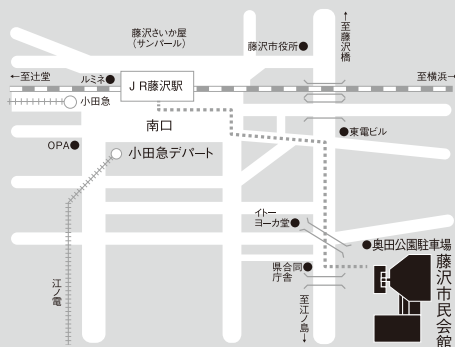 藤沢さいか屋
（サンパール）
藤沢市役所
↑至藤沢橋
←至辻堂
ルミネ
ＪＲ藤沢駅
至横浜→
小田急
南口
東電ビル
OPA
小田急デパート
イトー
ヨーカ堂
奥田公園駐車場
県合同
庁舎
藤沢市民会館
江ノ電
至江ノ島→